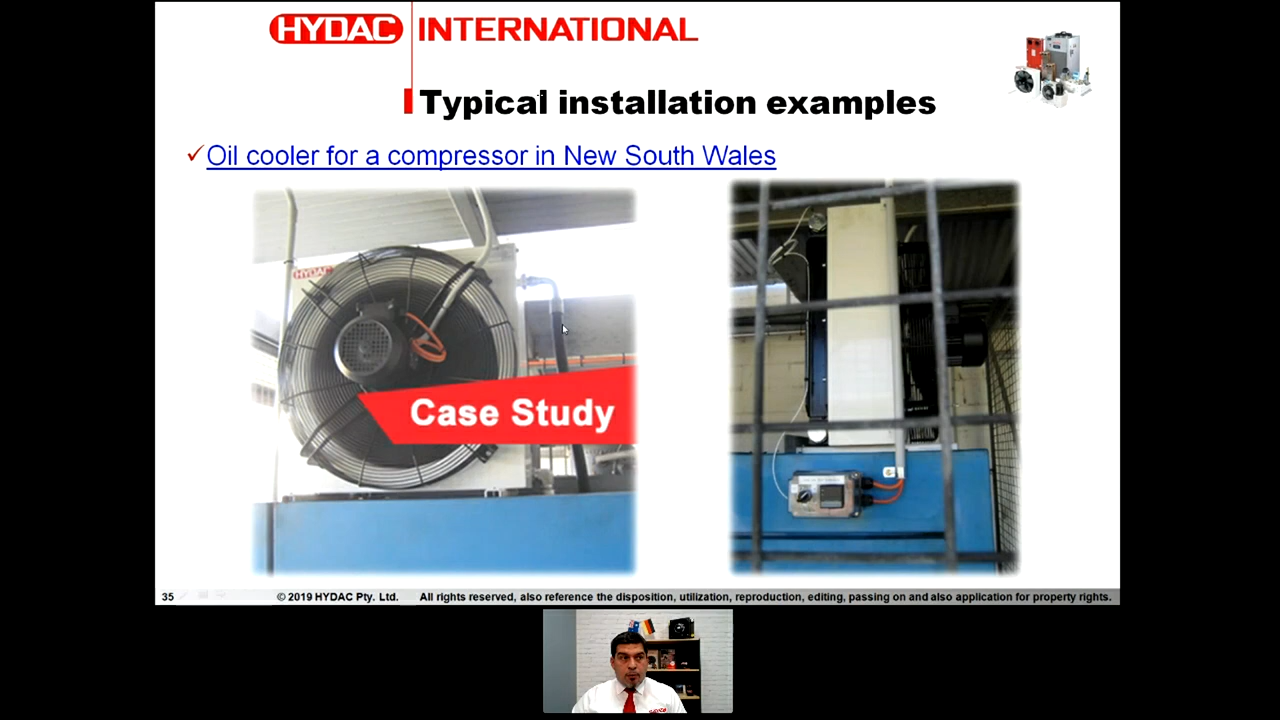 HYDAC INTERNATIONAL
Typical installation examples
✓Oil cooler for a compressor in New South Wales
HYDAC
Case Study
35 © 2019 HYDAC Pty. Ltd. All rights reserved, also reference the disposition, utilization, reproduction, editing, passing on and also application for property rights.